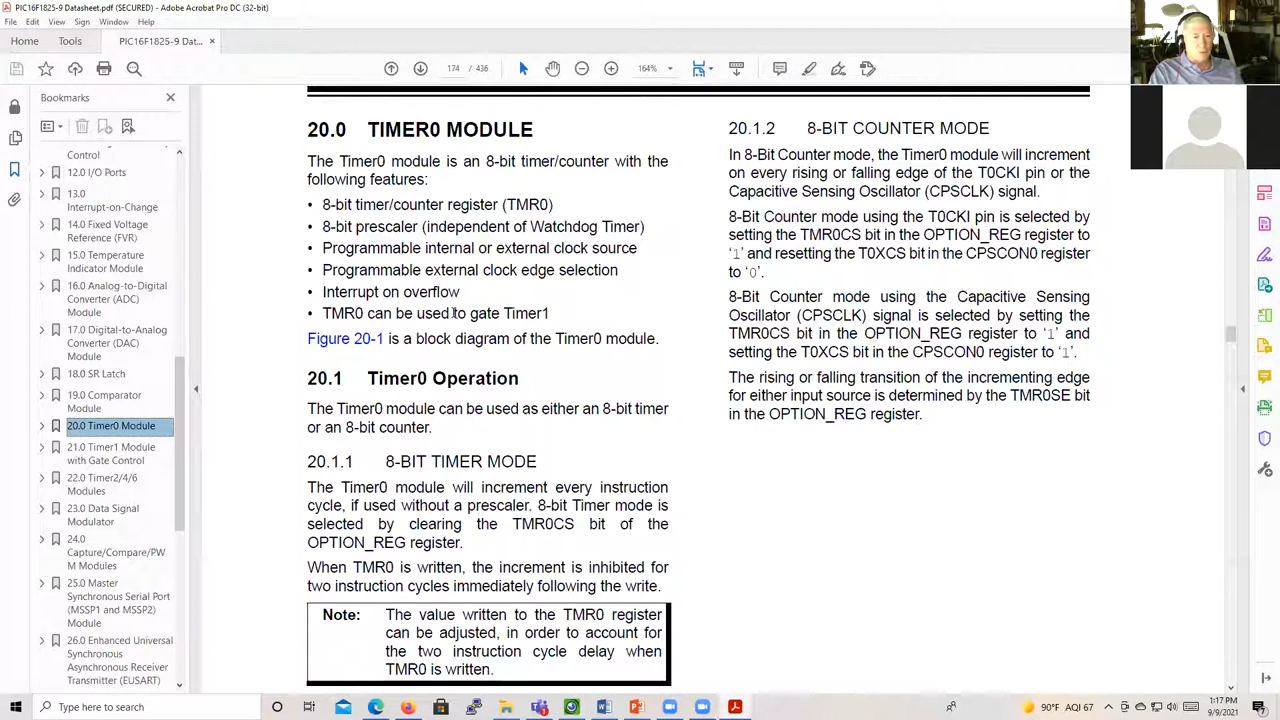 PIC16F1825-9 Datasheet.pdf (SECURED) - Adobe Acrobat Pro DC (32-bit)
File Edit View Sign Window Help
Home Tools PIC16F1825-9 Dat... ×
174 / 436 164%
Bookmarks
Control
12.0 I/O Ports
13.0
Interrupt-on-Change
14.0 Fixed Voltage
Reference (FVR)
15.0 Temperature
Indicator Module
16.0 Analog-to-Digital
Converter (ADC)
Module
17.0 Digital-to-Analog
Converter (DAC)
Module
18.0 SR Latch
19.0 Comparator
Module
20.0 Timer0 Module
21.0 Timer1 Module
with Gate Control
22.0 Timer2/4/6
Modules
23.0 Data Signal
Modulator
24.0
Capture/Compare/PW
M Modules
25.0 Master
Synchronous Serial Port
(MSSP1 and MSSP2)
Module
26.0 Enhanced Universal
Synchronous
Asynchronous Receiver
Transmitter (EUSART)
20.0 TIMER0 MODULE
The Timer0 module is an 8-bit timer/counter with the
following features:
• 8-bit timer/counter register (TMR0)
• 8-bit prescaler (independent of Watchdog Timer)
• Programmable internal or external clock source
• Programmable external clock edge selection
• Interrupt on overflow
• TMR0 can be used to gate Timer1
Figure 20-1 is a block diagram of the Timer0 module.
20.1 Timer0 Operation
The Timer0 module can be used as either an 8-bit timer
or an 8-bit counter.
20.1.1 8-BIT TIMER MODE
The Timer0 module will increment every instruction
cycle, if used without a prescaler. 8-bit Timer mode is
selected by clearing the TMR0CS bit of the
OPTION_REG register.
When TMR0 is written, the increment is inhibited for
two instruction cycles immediately following the write.
Note: The value written to the TMR0 register
can be adjusted, in order to account for
the two instruction cycle delay when
TMR0 is written.
20.1.2 8-BIT COUNTER MODE
In 8-Bit Counter mode, the Timer0 module will increment
on every rising or falling edge of the T0CKI pin or the
Capacitive Sensing Oscillator (CPSCLK) signal.
8-Bit Counter mode using the T0CKI pin is selected by
setting the TMR0CS bit in the OPTION_REG register to
‘1’ and resetting the T0XCS bit in the CPSCON0 register
to ‘0’.
8-Bit Counter mode using the Capacitive Sensing
Oscillator (CPSCLK) signal is selected by setting the
TMR0CS bit in the OPTION_REG register to ‘1’ and
setting the T0XCS bit in the CPSCON0 register to ‘1’.
The rising or falling transition of the incrementing edge
for either input source is determined by the TMR0SE bit
in the OPTION_REG register.
Type here to search
90°F AQI 67
1:17 PM
9/9/2021